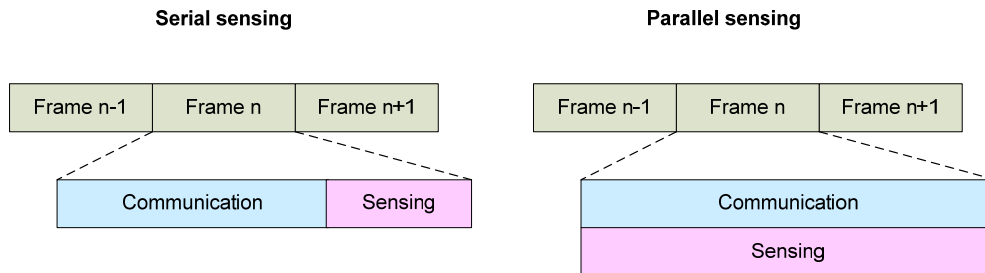 Serial sensing
Frame n-1 Frame n Frame n+1
Communication Sensing
Parallel sensing
Frame n-1 Frame n Frame n+1
Communication
Sensing